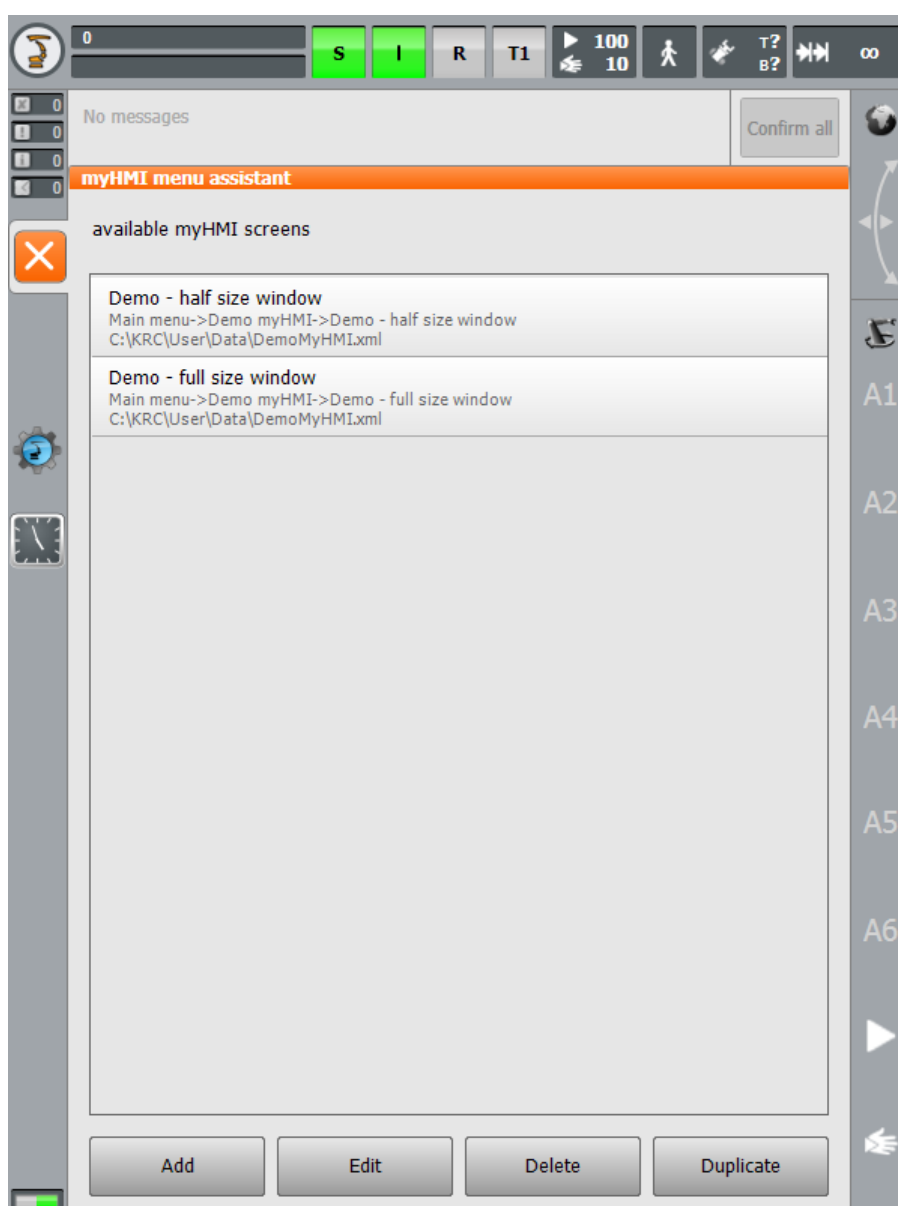 0
S I R T1 100 T?
10 B? ∞
0
0
0
0
No messages
Confirm all
myHMI menu assistant
available myHMI screens
Demo - half size window
Main menu->Demo myHMI->Demo - half size window
C:\KRC\User\Data\DemoMyHMI.xml
Demo - full size window
Main menu->Demo myHMI->Demo - full size window
C:\KRC\User\Data\DemoMyHMI.xml
A1
A2
A3
A4
A5
A6
Add Edit Delete Duplicate